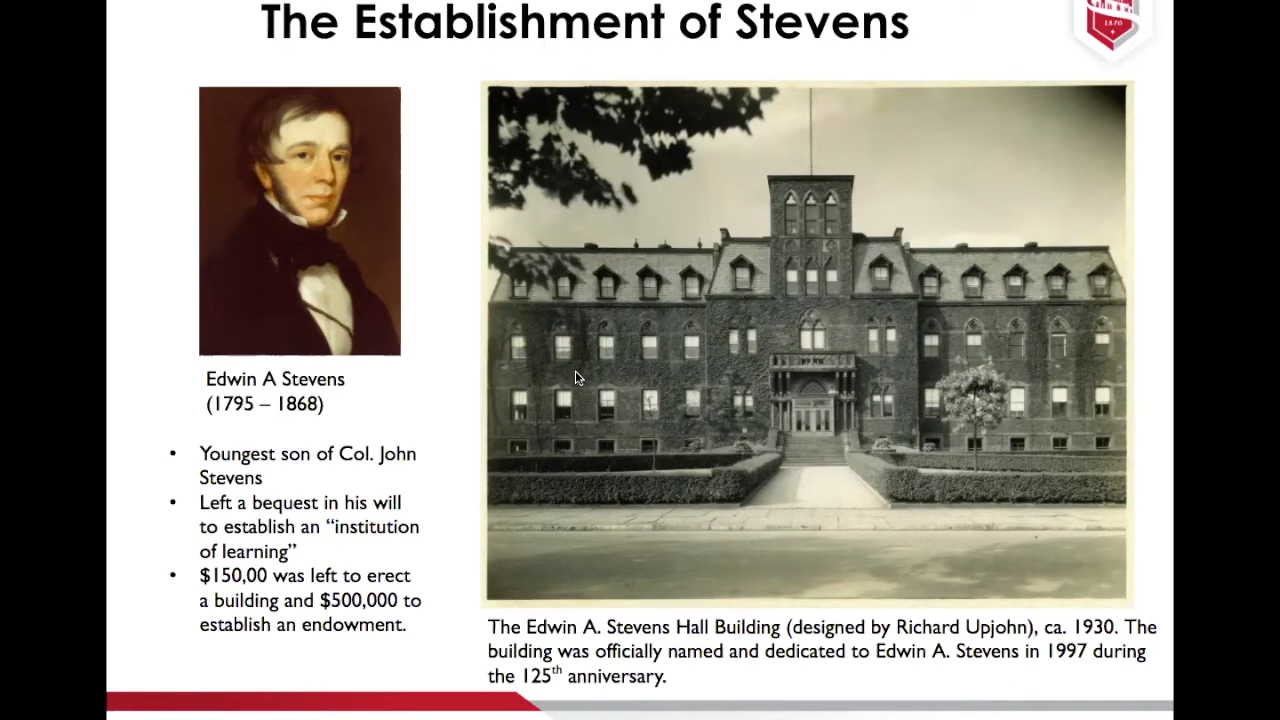 The Establishment of Stevens
1870
Edwin A Stevens
(1795 – 1868)
• Youngest son of Col. John
Stevens
• Left a bequest in his will
to establish an “institution
of learning”
• $150,00 was left to erect
a building and $500,000 to
establish an endowment.
The Edwin A. Stevens Hall Building (designed by Richard Upjohn), ca. 1930. The
building was officially named and dedicated to Edwin A. Stevens in 1997 during
the 125th anniversary.